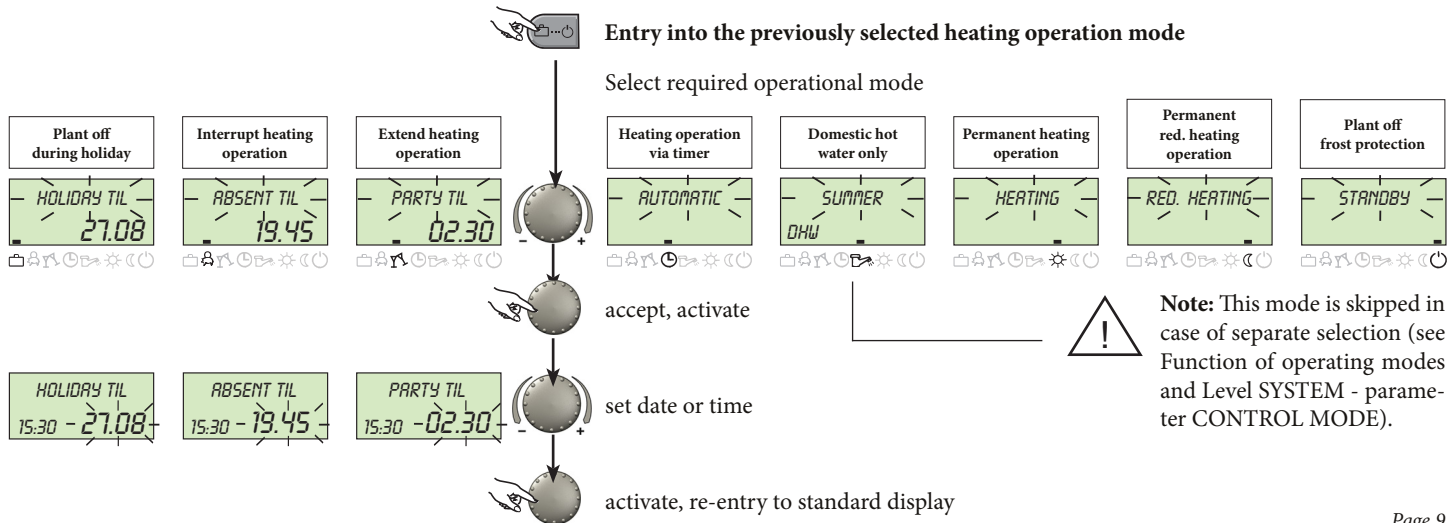 Entry into the previously selected heating operation mode
Select required operational mode
Plant off
during holiday
Interrupt heating
operation
Extend heating
operation
Heating operation
via timer
Domestic hot
water only
Permanent heating
operation
Permanent
red. heating
operation
Plant off
frost protection
HOLIDAY TIL
27.08
ABSENT TIL
19.45
PARTY TIL
02.30
- +
AUTOMATIC
SUMMER
DHW
HEATING
RED. HEATING
STANDBY
accept, activate
Note: This mode is skipped in
case of separate selection (see
Function of operating modes
and Level SYSTEM - parame-
ter CONTROL MODE).
HOLIDAY TIL
15:30 - 27.08
ABSENT TIL
15:30 - 19.45
PARTY TIL
15:30 - 02.30
- +
set date or time
activate, re-entry to standard display
Page 9